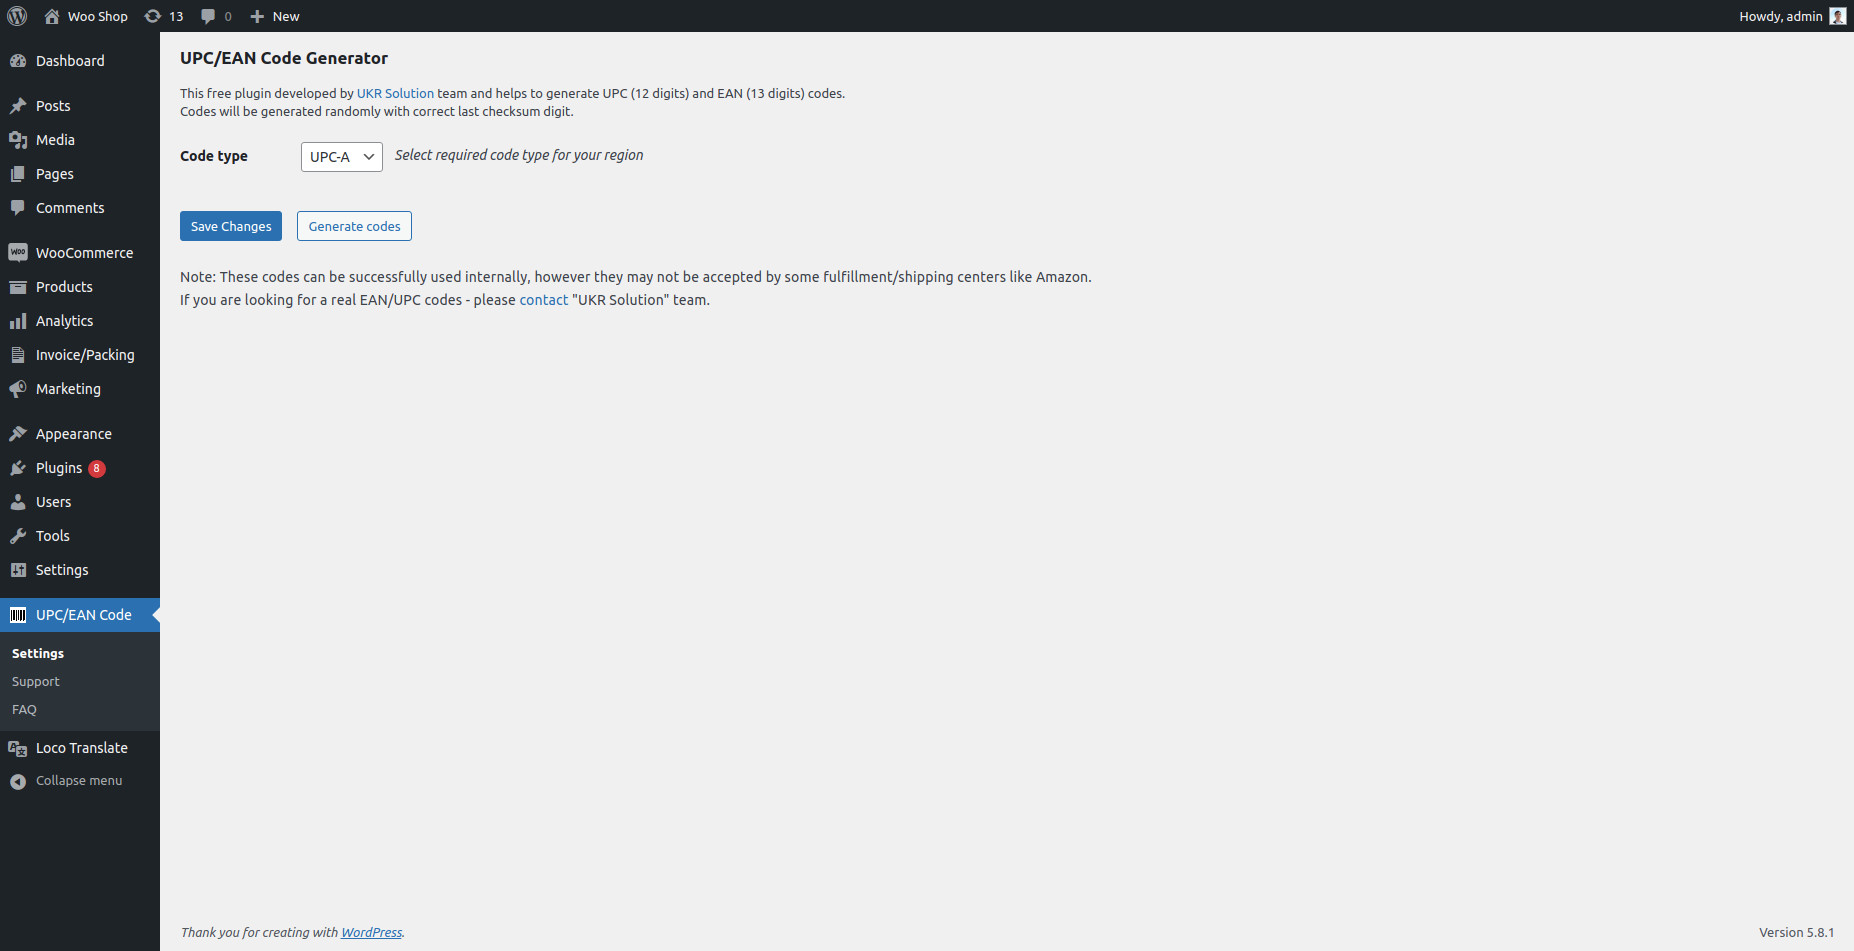 Woo Shop 13 0 New Howdy, admin
Dashboard
Posts
Media
Pages
Comments
WOO WooCommerce
Products
Analytics
Invoice/Packing
Marketing
Appearance
Plugins 8
Users
Tools
Settings
UPC/EAN Code
Settings
Support
FAQ
Loco Translate
Collapse menu
UPC/EAN Code Generator
This free plugin developed by UKR Solution team and helps to generate UPC (12 digits) and EAN (13 digits) codes.
Codes will be generated randomly with correct last checksum digit.
Code type UPC-A Select required code type for your region
Save Changes Generate codes
Note: These codes can be successfully used internally, however they may not be accepted by some fulfillment/shipping centers like Amazon.
If you are looking for a real EAN/UPC codes - please contact "UKR Solution" team.
Thank you for creating with WordPress. Version 5.8.1